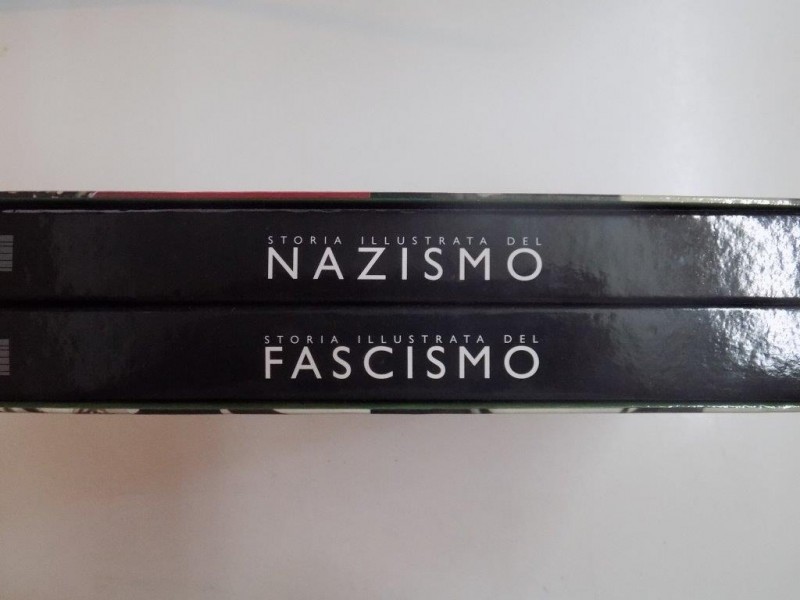 STORIA ILLUSTRATA DEL
NAZISMO
STORIA ILLUSTRATA DEL
FASCISMO